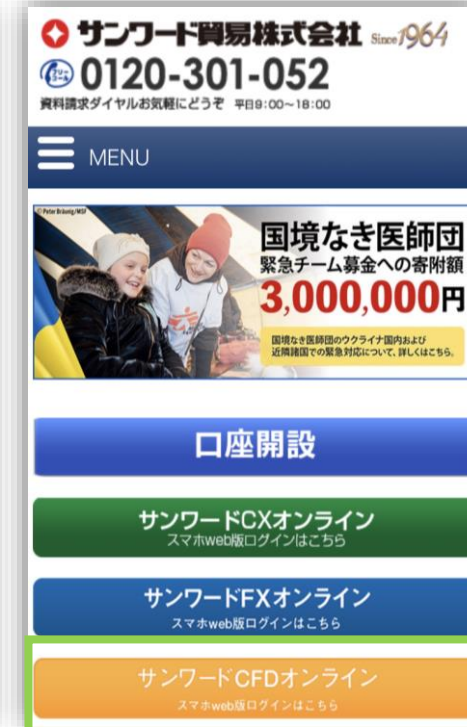 サンワード貿易株式会社 Since 1964
フリーコール 0120-301-052
資料請求ダイヤルお気軽にどうぞ 平日9:00～18:00
MENU
© Peter Bräunig/MSF
国境なき医師団
緊急チーム募金への寄附額
3,000,000円
国境なき医師団のウクライナ国内および
近隣諸国での緊急対応について、詳しくはこちら。
口座開設
サンワードCXオンライン
スマホweb版ログインはこちら
サンワードFXオンライン
スマホweb版ログインはこちら
サンワードCFDオンライン
スマホweb版ログインはこちら